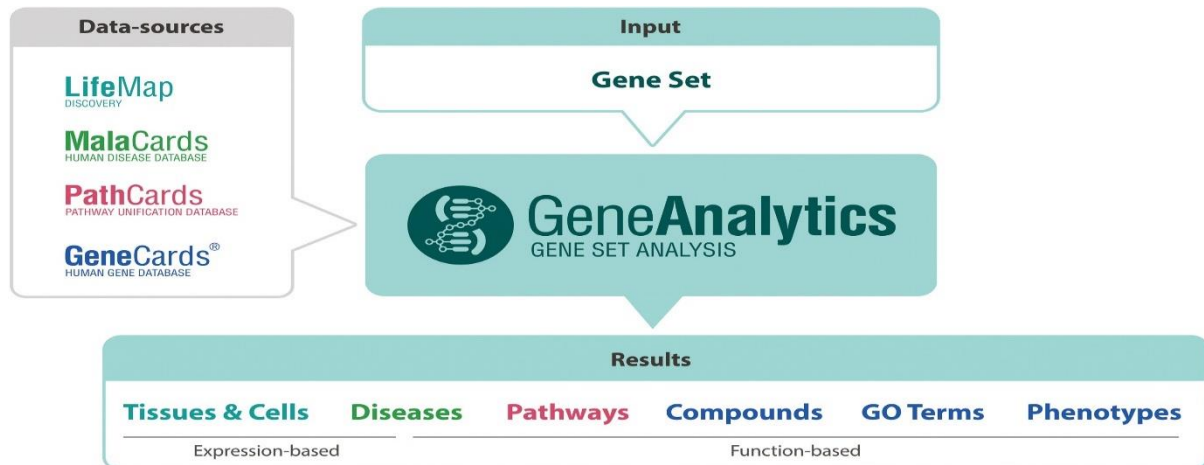 Data-sources
LifeMap
DISCOVERY
MalaCards
HUMAN DISEASE DATABASE
PathCards
PATHWAY UNIFICATION DATABASE
GeneCards®
HUMAN GENE DATABASE
Input
Gene Set
GeneAnalytics
GENE SET ANALYSIS
Results
Tissues & Cells Diseases Pathways Compounds GO Terms Phenotypes
Expression-based Function-based